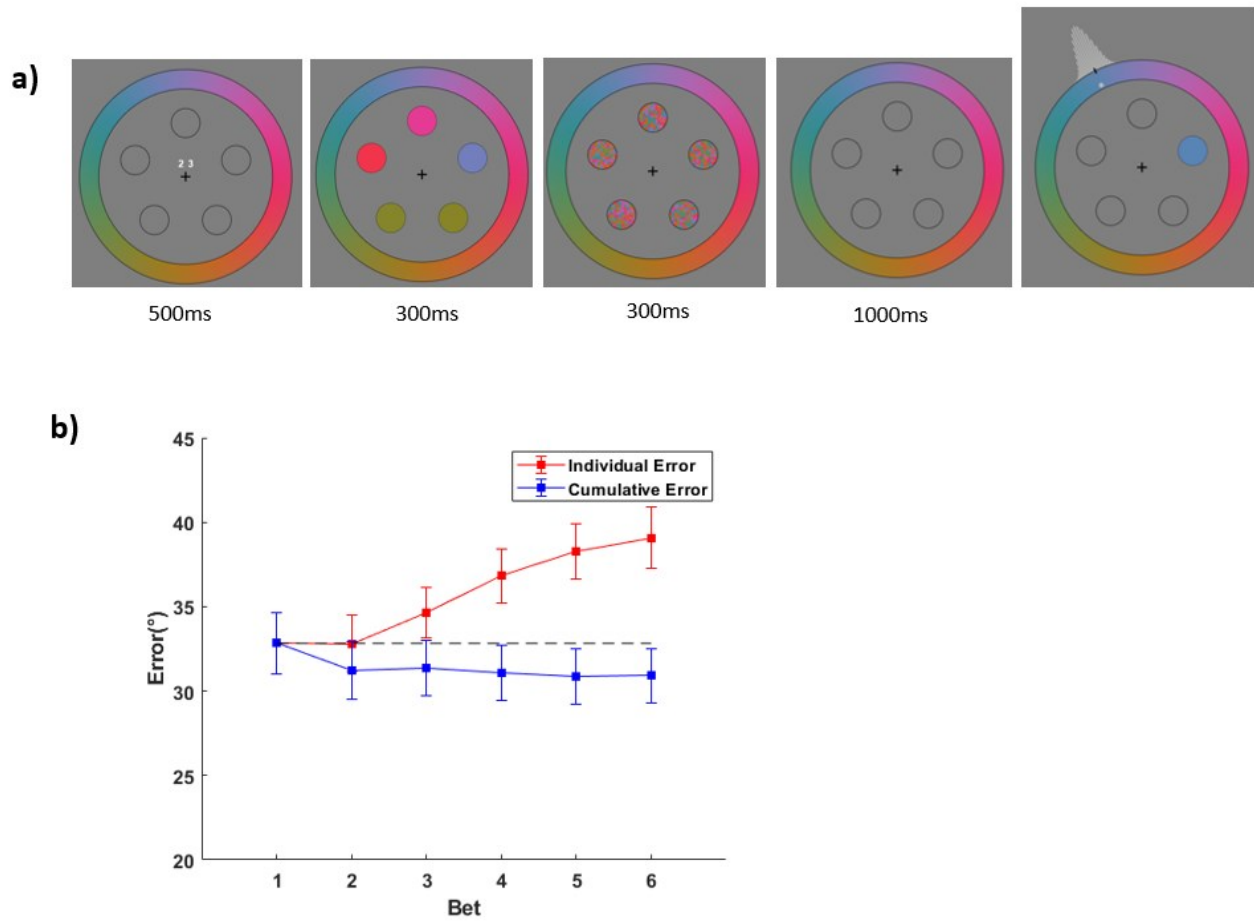 a)
2 3
500ms
300ms
300ms
1000ms
b)
Individual Error
Cumulative Error
45
40
35
30
25
20
Error(°)
1 2 3 4 5 6
Bet